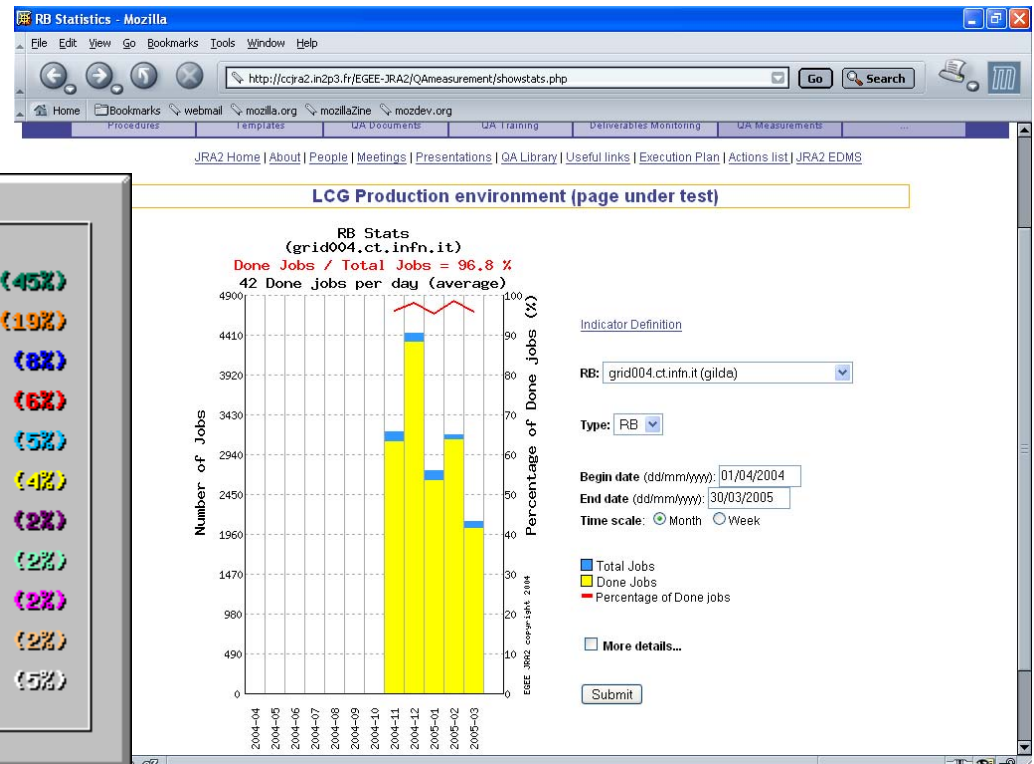 RB Statistics - Mozilla
File Edit View Go Bookmarks Tools Window Help
http://ccjra2.in2p3.fr/EGEE-JRA2/QAmeasurement/showstats.php
Go
Search
Home Bookmarks webmail mozilla.org mozillaZine mozdev.org
Procedures Templates QA Documents QA Training Deliverables Monitoring QA Measurements ...
JRA2 Home | About | People | Meetings | Presentations | QA Library | Useful links | Execution Plan | Actions list | JRA2 EDMS
LCG Production environment (page under test)
(45%)
(19%)
(8%)
(6%)
(5%)
(4%)
(2%)
(2%)
(2%)
(2%)
(5%)
RB Stats
(grid004.ct.infn.it)
Done Jobs / Total Jobs = 96.8 %
42 Done jobs per day (average)
Number of Jobs
4900
4410
3920
3430
2940
2450
1960
1470
980
490
0
100
90
80
70
60
50
40
30
20
10
0
Percentage of Done jobs (%)
EGEE JRA2 copyright 2004
2004-04
2004-05
2004-06
2004-07
2004-08
2004-09
2004-10
2004-11
2004-12
2005-01
2005-02
2005-03
Indicator Definition
RB: grid004.ct.infn.it (gilda)
Type: RB
Begin date (dd/mm/yyyy): 01/04/2004
End date (dd/mm/yyyy): 30/03/2005
Time scale: Month Week
Total Jobs
Done Jobs
Percentage of Done jobs
More details...
Submit